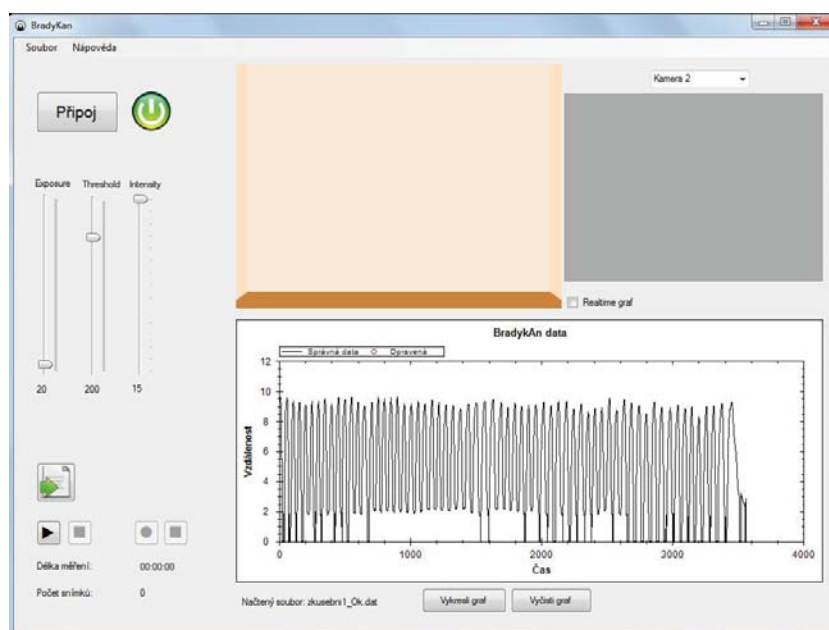 BradyKan
Soubor Nápověda
Připoj
Kamera 2
Exposure Threshold Intensity
20 200 15
Realtime graf
BradykAn data
Správná data Opravená
Vzdálenost
12
10
8
6
4
2
0
0 1000 2000 3000 4000
Čas
Délka měření: 00:00:00
Počet snímků: 0
Načtený soubor: zkusebni1_Ok.dat
Vykresli graf
Vyčisti graf